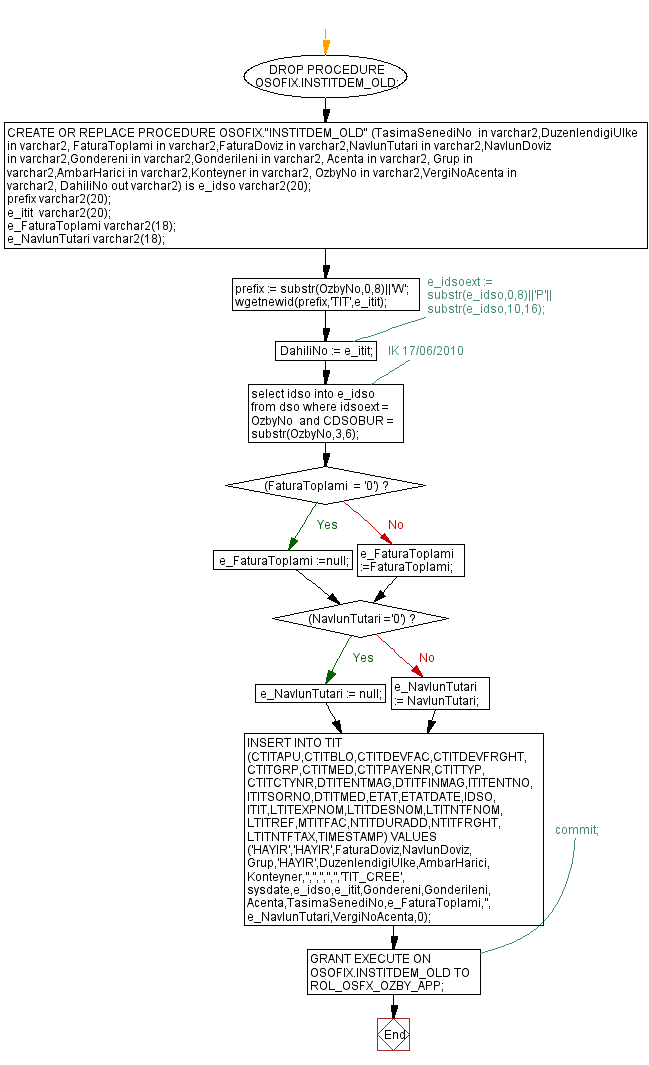 DROP PROCEDURE
OSOFIX.INSTITDEM_OLD;
CREATE OR REPLACE PROCEDURE OSOFIX."INSTITDEM_OLD" (TasimaSenediNo  in varchar2,DuzenlendigiUlke
in varchar2, FaturaToplami in varchar2,FaturaDoviz in varchar2,NavlunTutari in varchar2,NavlunDoviz
in varchar2,Gondereni in varchar2,Gonderileni in varchar2, Acenta in varchar2, Grup in
varchar2,AmbarHarici in varchar2,Konteyner in varchar2, OzbyNo in varchar2,VergiNoAcenta in
varchar2, DahiliNo out varchar2) is e_idso varchar2(20);
prefix varchar2(20);
e_itit  varchar2(20);
e_FaturaToplami varchar2(18);
e_NavlunTutari varchar2(18);
prefix := substr(OzbyNo,0,8)||'W';
wgetnewid(prefix,'TIT',e_itit);
e_idsoext :=
substr(e_idso,0,8)||'P'||
substr(e_idso,10,16);
DahiliNo := e_itit;
IK 17/06/2010
select idso into e_idso
from dso where idsoext =
OzbyNo  and CDSOBUR =
substr(OzbyNo,3,6);
(FaturaToplami  = '0') ?
Yes
No
e_FaturaToplami :=null;
e_FaturaToplami
:=FaturaToplami;
(NavlunTutari ='0') ?
Yes
No
e_NavlunTutari := null;
e_NavlunTutari
:= NavlunTutari;
INSERT INTO TIT
(CTITAPU,CTITBLO,CTITDEVFAC,CTITDEVFRGHT,
CTITGRP,CTITMED,CTITPAYENR,CTITTYP,
CTITCTYNR,DTITENTMAG,DTITFINMAG,ITITENTNO,
ITITSORNO,DTITMED,ETAT,ETATDATE,IDSO,
ITIT,LTITEXPNOM,LTITDESNOM,LTITNTFNOM,
LTITREF,MTITFAC,NTITDURADD,NTITFRGHT,
LTITNTFTAX,TIMESTAMP) VALUES
('HAYIR','HAYIR',FaturaDoviz,NavlunDoviz,
Grup,'HAYIR',DuzenlendigiUlke,AmbarHarici,
Konteyner,'','','','','','TIT_CREE',
sysdate,e_idso,e_itit,Gondereni,Gonderileni,
Acenta,TasimaSenediNo,e_FaturaToplami,'',
e_NavlunTutari,VergiNoAcenta,0);
commit;
GRANT EXECUTE ON
OSOFIX.INSTITDEM_OLD TO
ROL_OSFX_OZBY_APP;
End